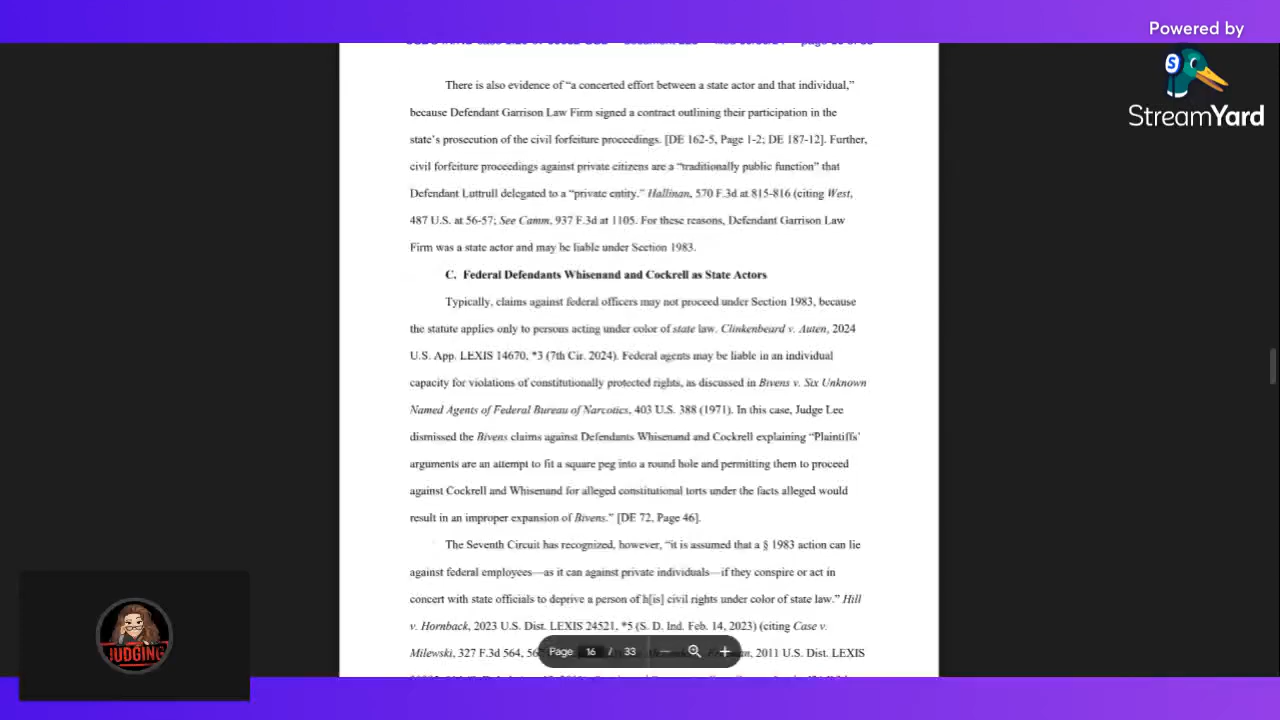 Powered by
StreamYard
There is also evidence of “a concerted effort between a state actor and that individual,”
because Defendant Garrison Law Firm signed a contract outlining their participation in the
state’s prosecution of the civil forfeiture proceedings. [DE 162-5, Page 1-2; DE 187-12]. Further,
civil forfeiture proceedings against private citizens are a “traditionally public function” that
Defendant Luttrull delegated to a “private entity.” Hallinan, 570 F.3d at 815-816 (citing West,
487 U.S. at 56-57; See Camm, 937 F.3d at 1105. For these reasons, Defendant Garrison Law
Firm was a state actor and may be liable under Section 1983.
C. Federal Defendants Whisenand and Cockrell as State Actors
Typically, claims against federal officers may not proceed under Section 1983, because
the statute applies only to persons acting under color of state law. Clinkenbeard v. Auten, 2024
U.S. App. LEXIS 14670, *3 (7th Cir. 2024). Federal agents may be liable in an individual
capacity for violations of constitutionally protected rights, as discussed in Bivens v. Six Unknown
Named Agents of Federal Bureau of Narcotics, 403 U.S. 388 (1971). In this case, Judge Lee
dismissed the Bivens claims against Defendants Whisenand and Cockrell explaining “Plaintiffs’
arguments are an attempt to fit a square peg into a round hole and permitting them to proceed
against Cockrell and Whisenand for alleged constitutional torts under the facts alleged would
result in an improper expansion of Bivens.” [DE 72, Page 46].
The Seventh Circuit has recognized, however, “it is assumed that a § 1983 action can lie
against federal employees—as it can against private individuals—if they conspire or act in
concert with state officials to deprive a person of h[is] civil rights under color of state law.” Hill
v. Hornback, 2023 U.S. Dist. LEXIS 24521, *5 (S. D. Ind. Feb. 14, 2023) (citing Case v.
Milewski, 327 F.3d 564, 2011 U.S. Dist. LEXIS
Page 16 / 33
JUDGING